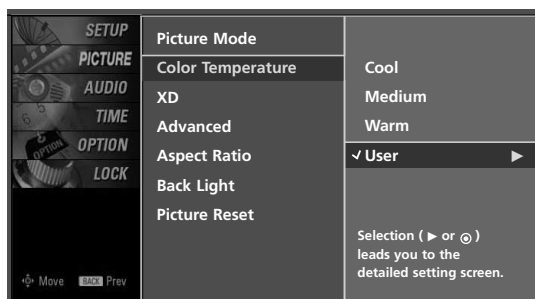 SETUP
PICTURE
AUDIO
TIME
OPTION
LOCK
Move BACK Prev
Picture Mode
Color Temperature
XD
Advanced
Aspect Ratio
Back Light
Picture Reset
Cool
Medium
Warm
✓ User ►
Selection ( ► or ◉ )
leads you to the
detailed setting screen.